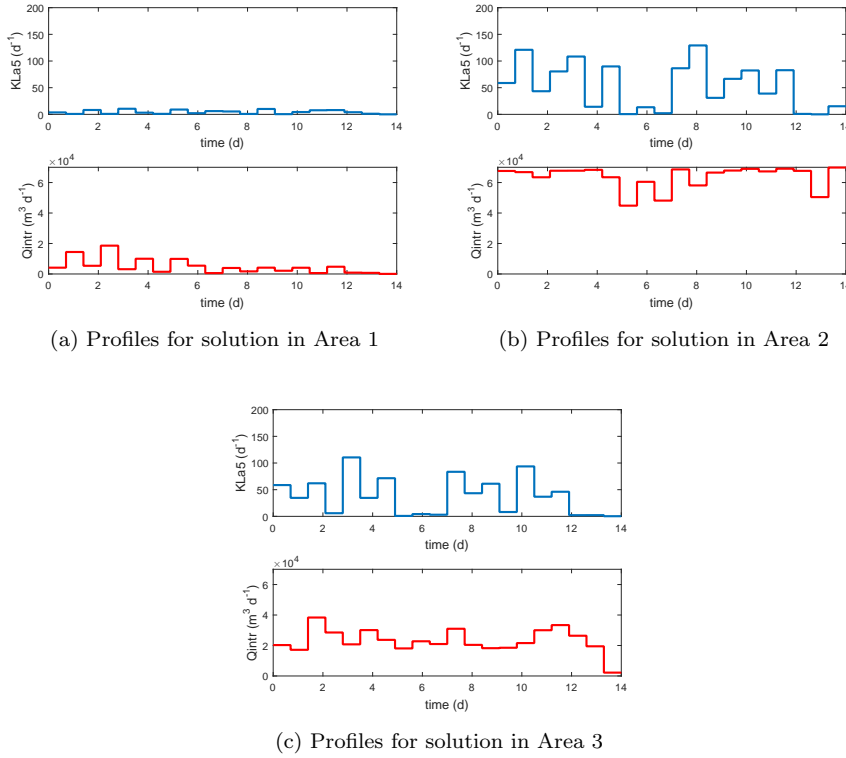 200
150
100
50
0
KLa5 (d⁻¹)
0 2 4 6 8 10 12 14
time (d)
×10⁴
6
4
2
0
Qintr (m³ d⁻¹)
0 2 4 6 8 10 12 14
time (d)
(a) Profiles for solution in Area 1
200
150
100
50
0
KLa5 (d⁻¹)
0 2 4 6 8 10 12 14
time (d)
×10⁴
6
4
2
0
Qintr (m³ d⁻¹)
0 2 4 6 8 10 12 14
time (d)
(b) Profiles for solution in Area 2
200
150
100
50
0
KLa5 (d⁻¹)
0 2 4 6 8 10 12 14
time (d)
×10⁴
6
4
2
0
Qintr (m³ d⁻¹)
0 2 4 6 8 10 12 14
time (d)
(c) Profiles for solution in Area 3